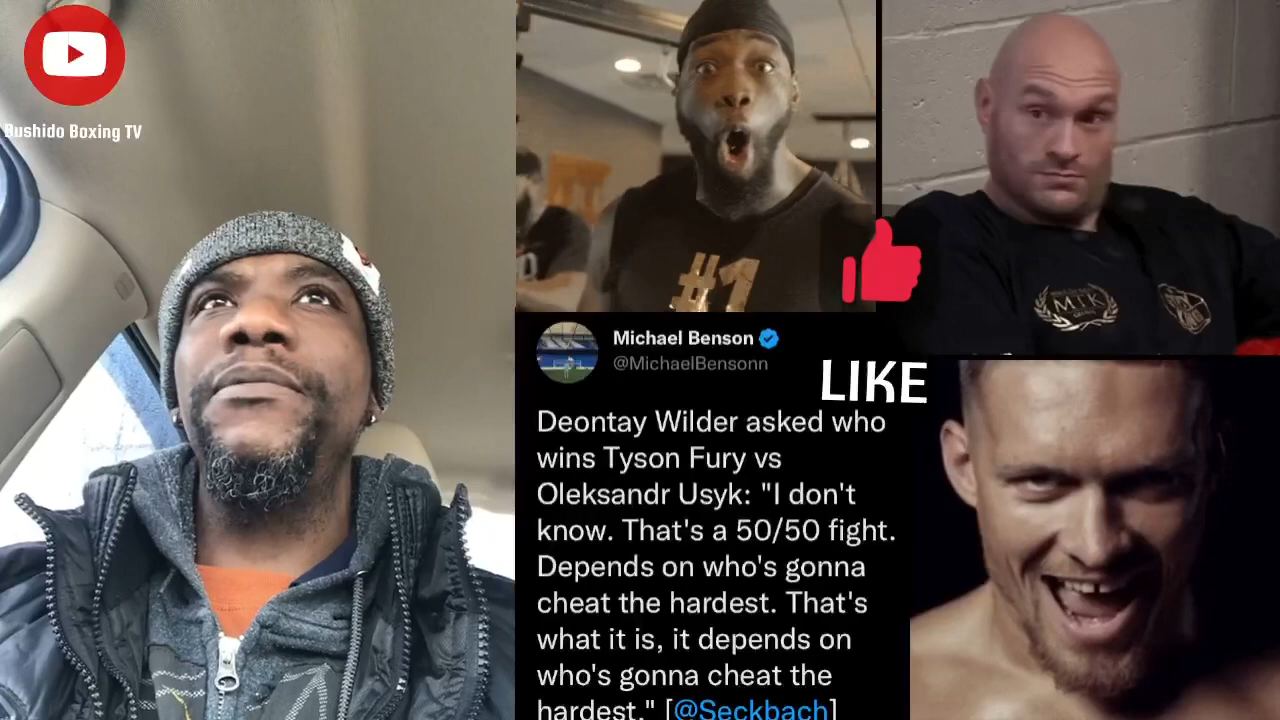 Bushido Boxing TV
#1
MTK
Michael Benson
@MichaelBensonn
LIKE
Deontay Wilder asked who
wins Tyson Fury vs
Oleksandr Usyk: "I don't
know. That's a 50/50 fight.
Depends on who's gonna
cheat the hardest. That's
what it is, it depends on
who's gonna cheat the
hardest." [@Seckbach]